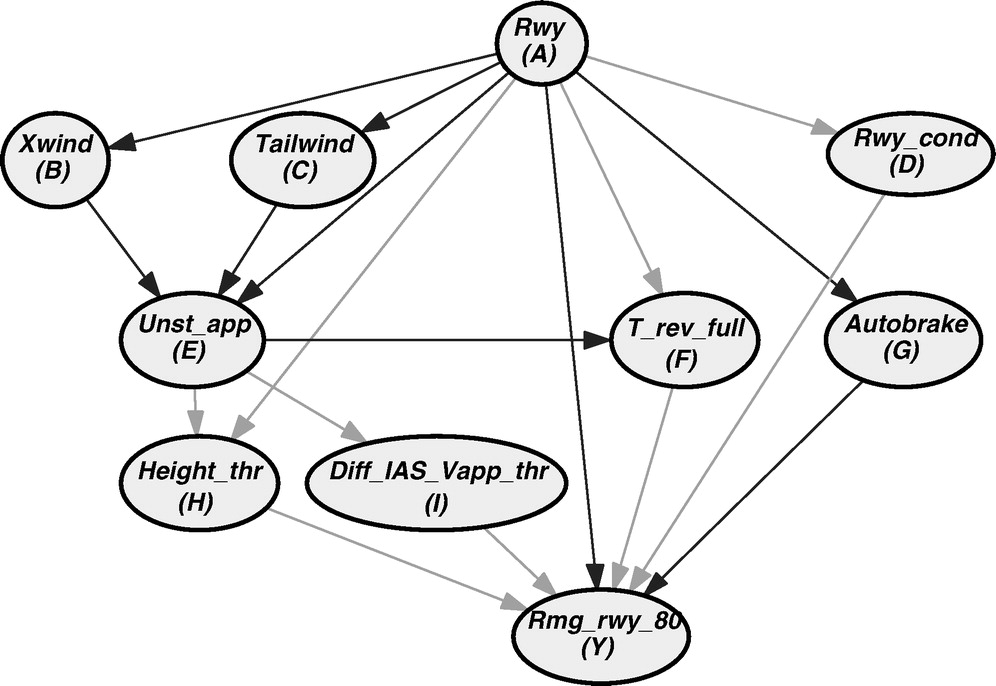 Rwy
(A)
Xwind
(B)
Tailwind
(C)
Rwy_cond
(D)
Unst_app
(E)
T_rev_full
(F)
Autobrake
(G)
Height_thr
(H)
Diff_IAS_Vapp_thr
(I)
Rmg_rwy_80
(Y)